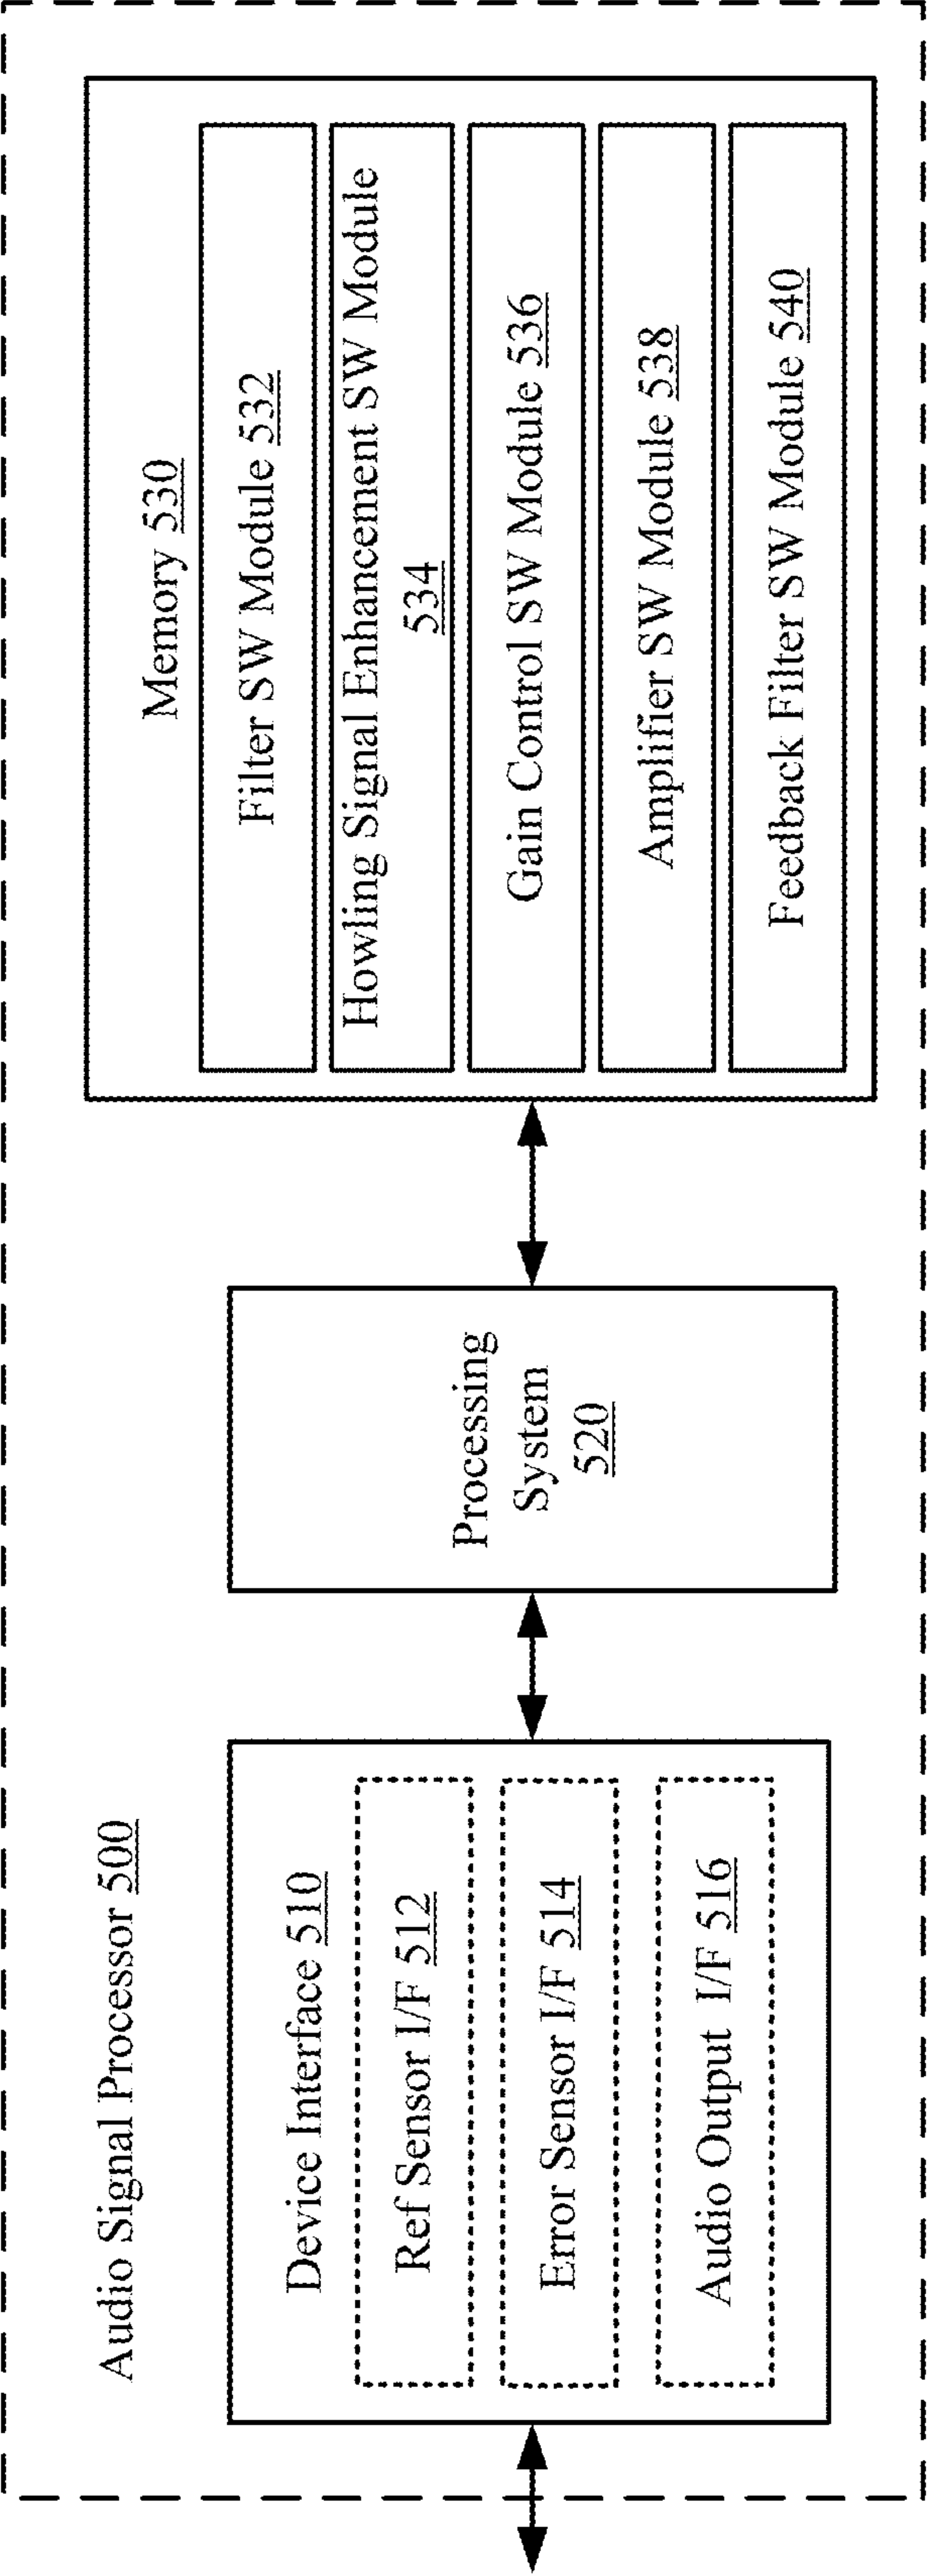 Audio Signal Processor 500
Device Interface 510
Ref Sensor I/F 512
Error Sensor I/F 514
Audio Output I/F 516
Processing
System
520
Memory 530
Filter SW Module 532
Howling Signal Enhancement SW Module
534
Gain Control SW Module 536
Amplifier SW Module 538
Feedback Filter SW Module 540